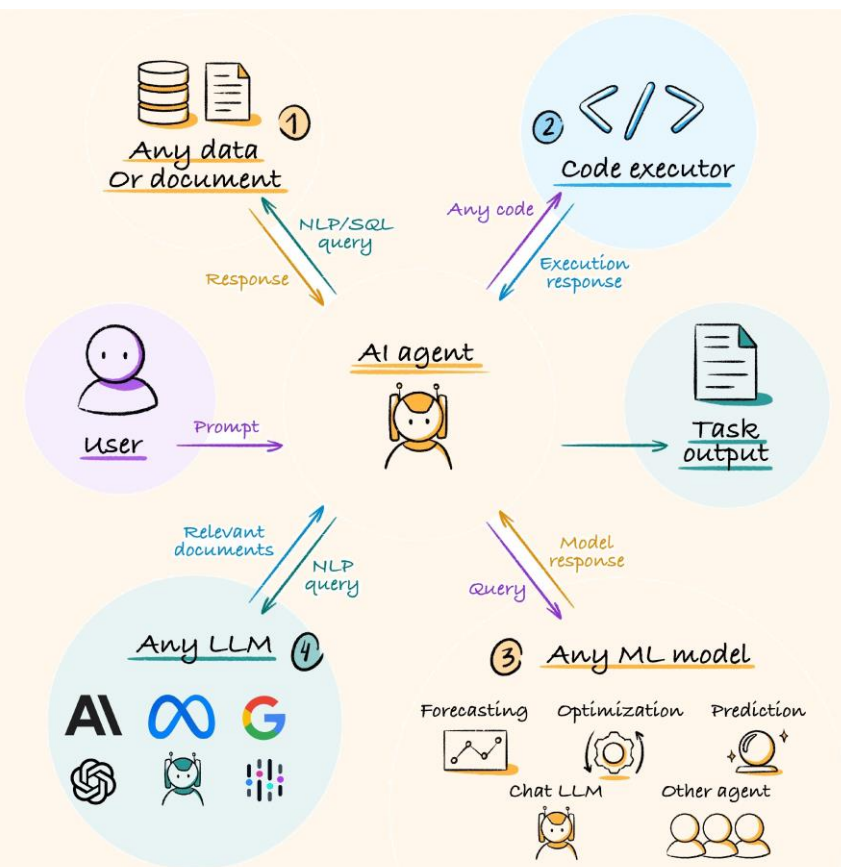 1
Any data
Or document
2
Code executor
NLP/SQL
query
Response
Any code
Execution
response
AI agent
User
Prompt
Task
output
Relevant
documents
NLP
query
Model
response
Query
Any LLM
4
3
Any ML model
Forecasting
Optimization
Prediction
Chat LLM
Other agent